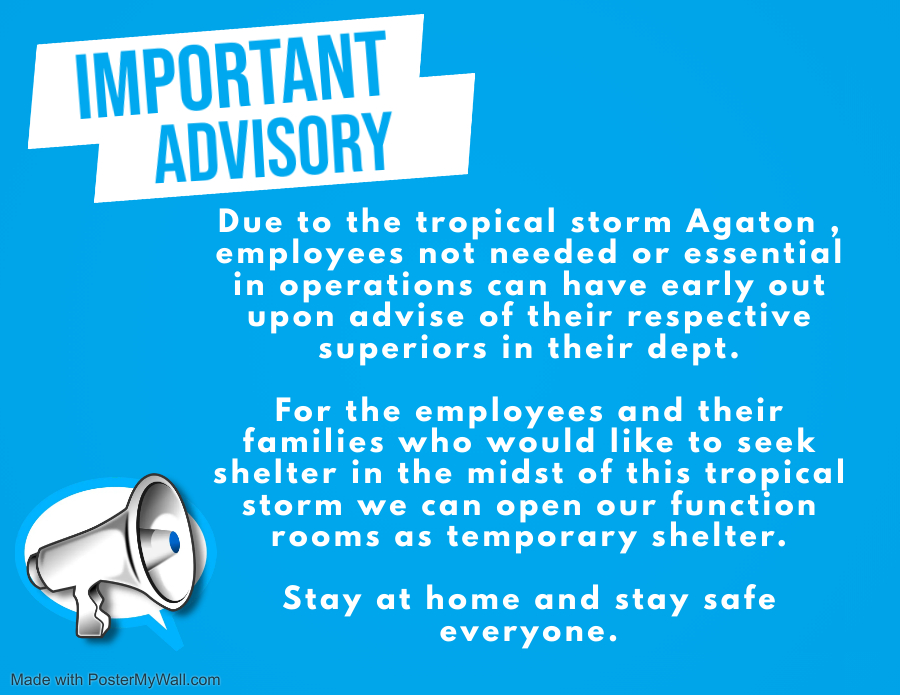 IMPORTANT
ADVISORY
Due to the tropical storm Agaton ,
employees not needed or essential
in operations can have early out
upon advise of their respective
superiors in their dept.
For the employees and their
families who would like to seek
shelter in the midst of this tropical
storm we can open our function
rooms as temporary shelter.
Stay at home and stay safe
everyone.
Made with PosterMyWall.com